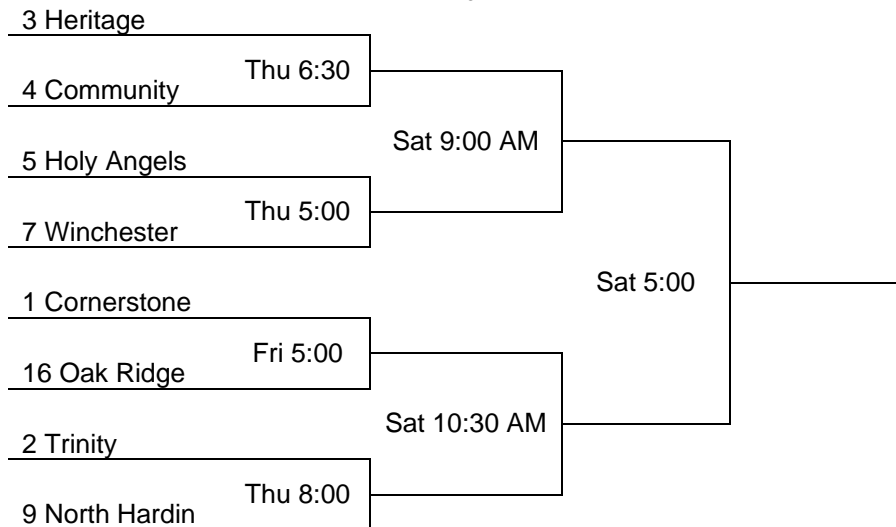 3 Heritage
Thu 6:30
4 Community
Sat 9:00 AM
5 Holy Angels
Thu 5:00
7 Winchester
Sat 5:00
1 Cornerstone
Fri 5:00
16 Oak Ridge
Sat 10:30 AM
2 Trinity
Thu 8:00
9 North Hardin